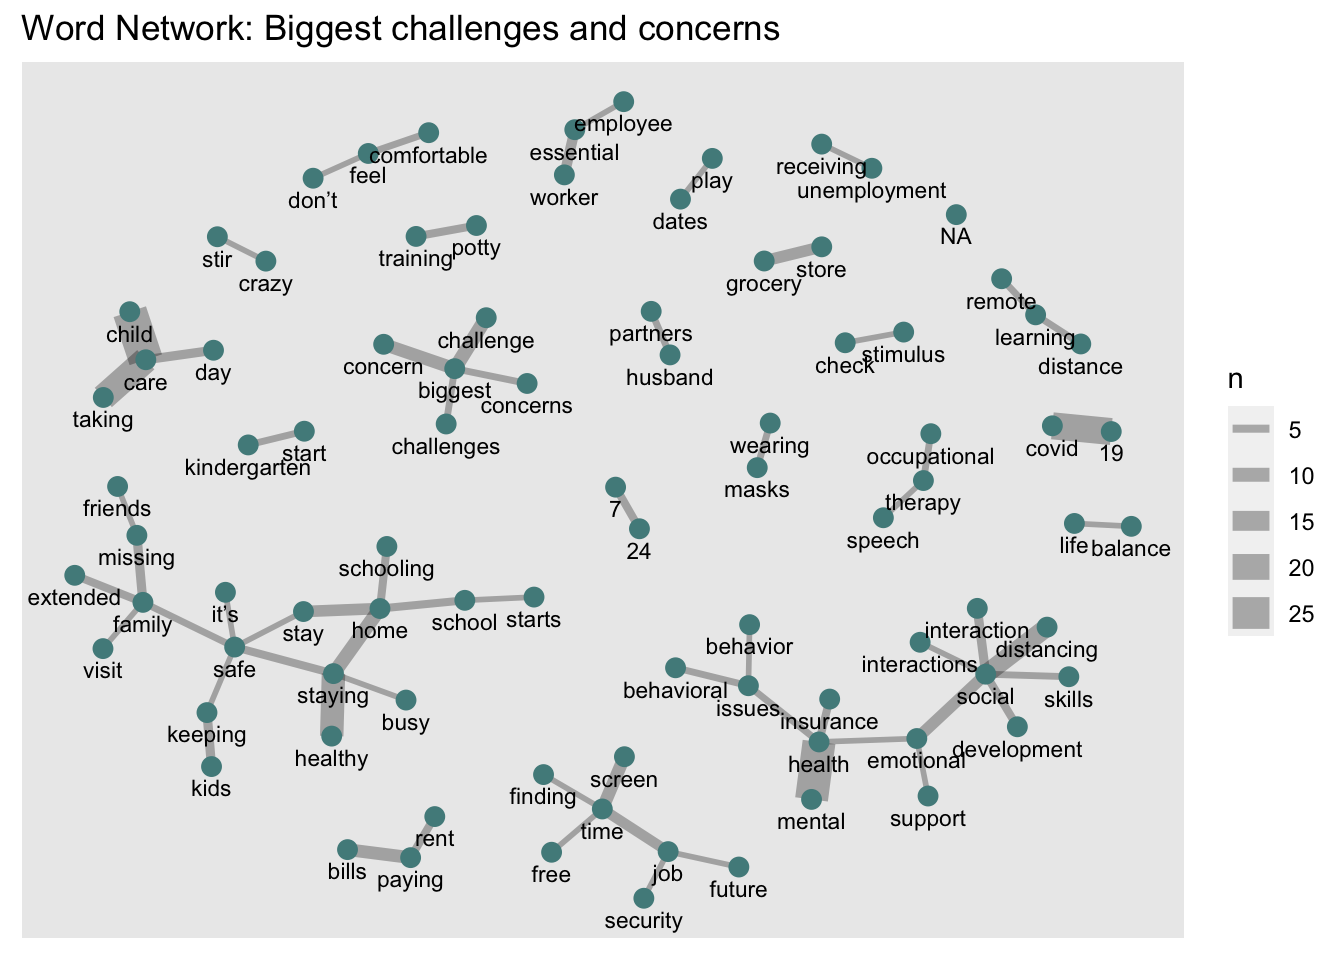 Word Network: Biggest challenges and concerns
employee
comfortable
essential
feel
don't
worker
play
dates
receiving
unemployment
NA
stir
crazy
training
potty
grocery
store
remote
learning
distance
child
care
day
taking
challenge
concern
biggest
concerns
challenges
partners
husband
check
stimulus
kindergarten
start
wearing
masks
occupational
therapy
speech
covid
19
7
24
life
balance
friends
missing
extended
family
visit
it's
safe
stay
schooling
home
school
starts
staying
busy
healthy
keeping
kids
behavior
behavioral
issues
insurance
health
mental
emotional
support
interaction
interactions
distancing
social
skills
development
finding
screen
time
free
job
future
security
rent
bills
paying
n
5
10
15
20
25